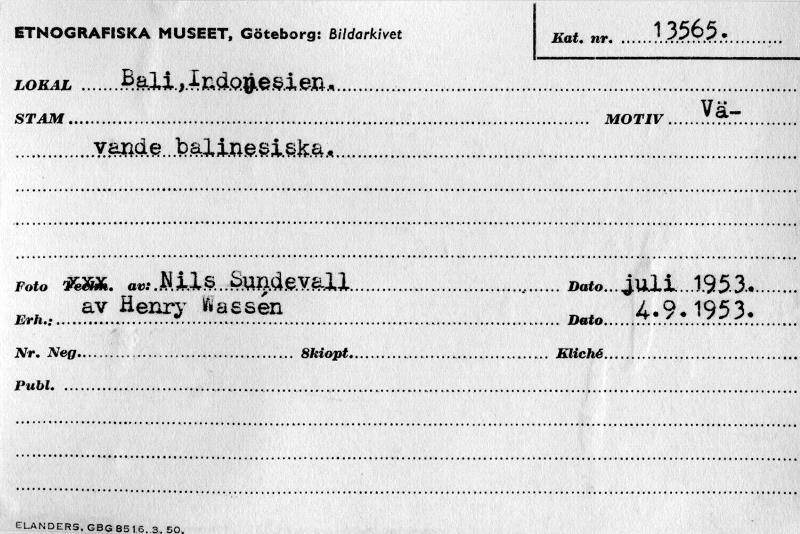 ETNOGRAFISKA MUSEET, Göteborg: Bildarkivet Kat. nr. 13565.
LOKAL Bali, Indonesien.
STAM MOTIV Vä-
vande balinesiska.
Foto Teckn. av: Nils Sundevall Dato juli 1953.
Erh.: av Henry Wassén Dato 4.9.1953.
Nr. Neg. Skiopt. Kliché
Publ.
ELANDERS, GBG 8516. 3. 50.